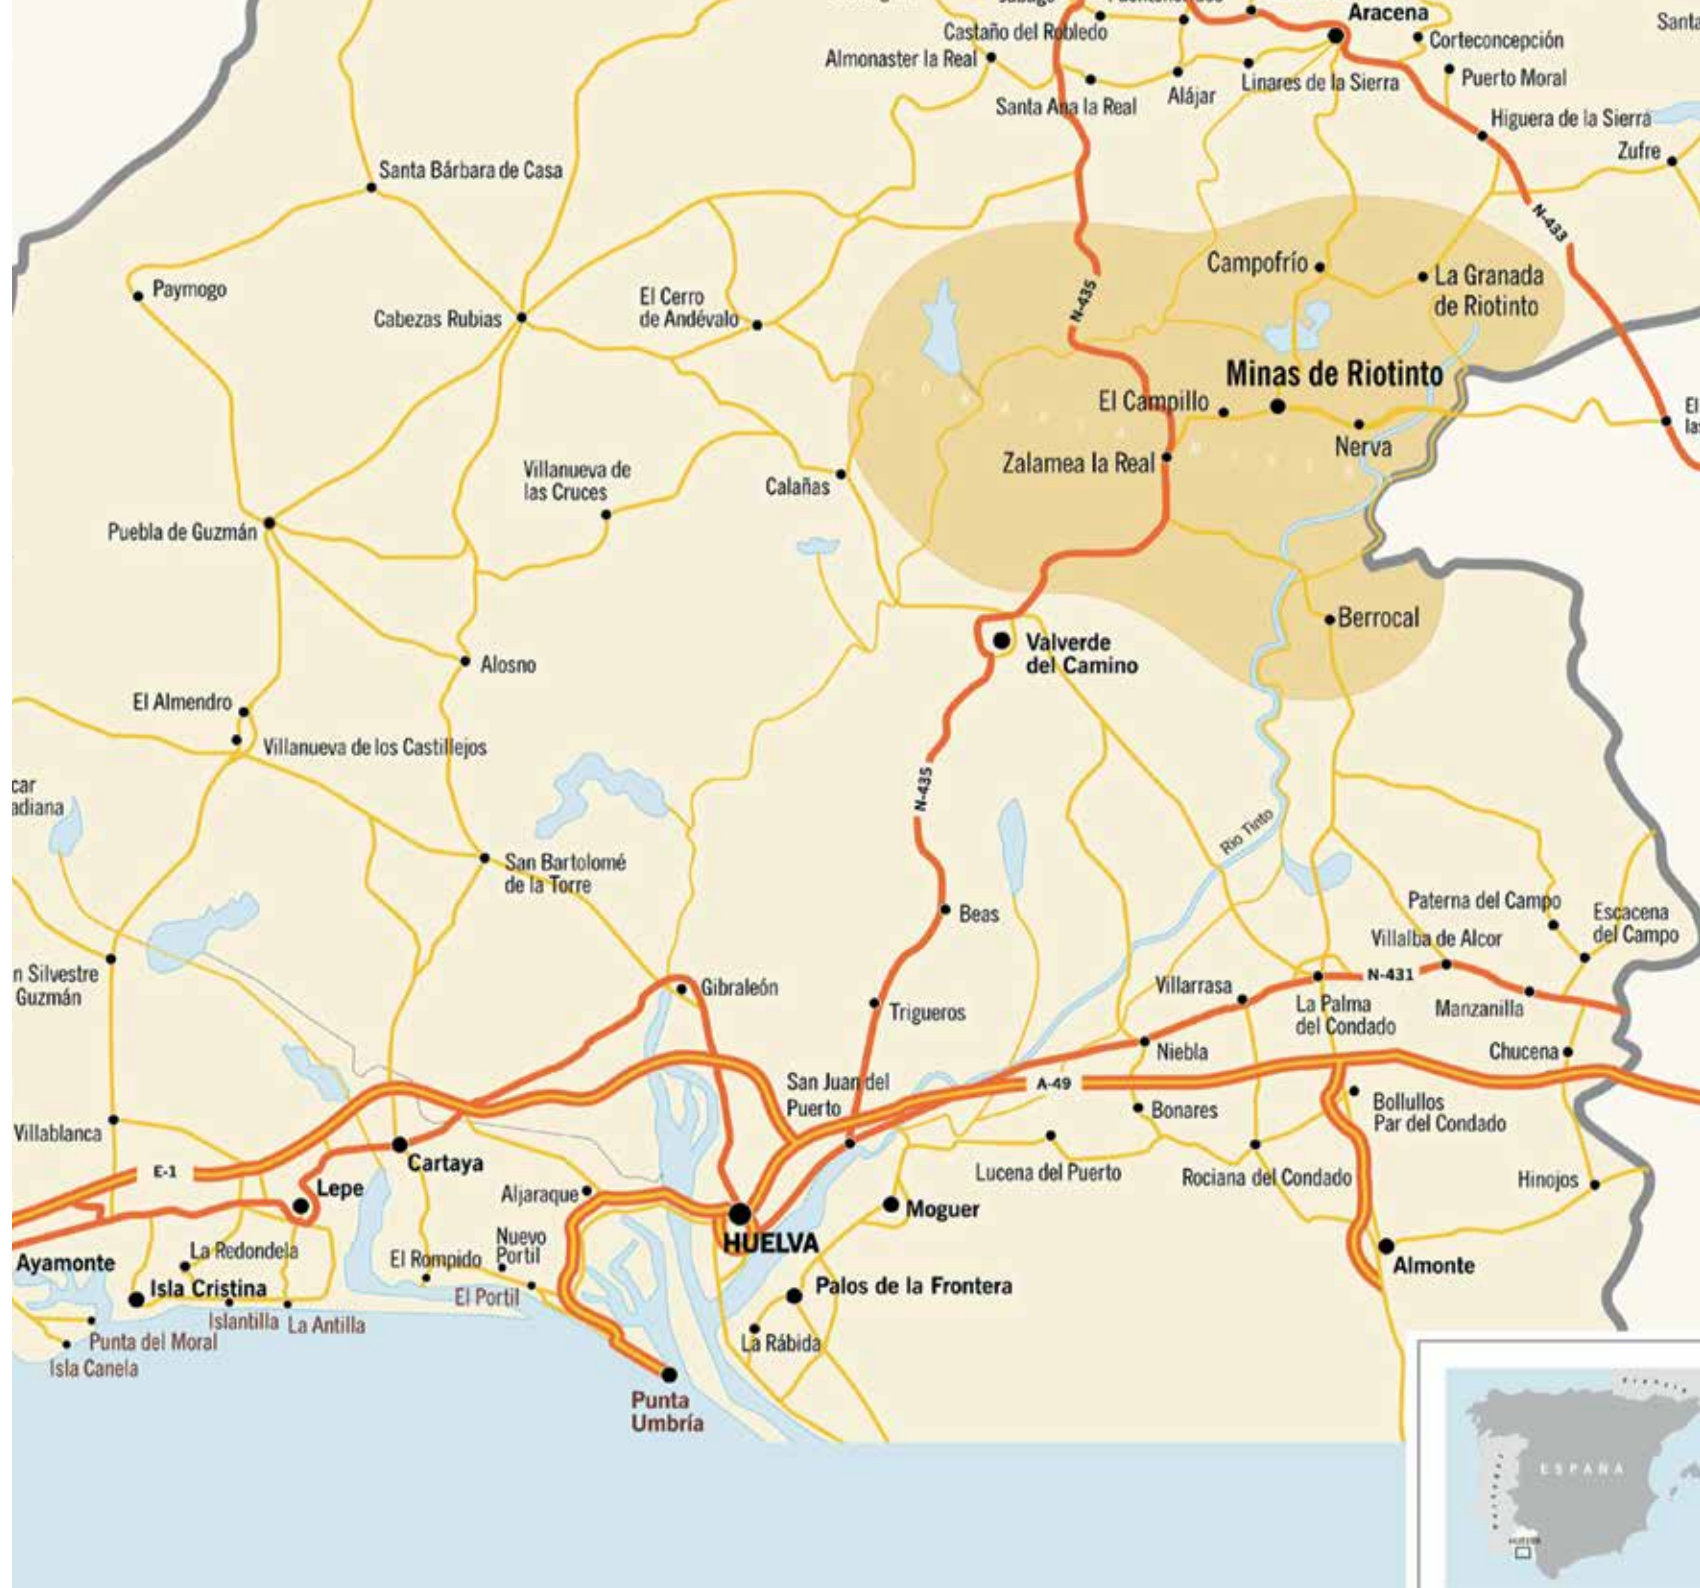 Aracena
Castaño del Robledo
Corteconcepción
Almonaster la Real
Puerto Moral
Linares de la Sierra
Santa Ana la Real
Alájar
Higuera de la Sierra
Zufre
Santa Bárbara de Casa
N-433
Campofrío
La Granada
de Riotinto
Paymogo
N-435
El Cerro
de Andévalo
Cabezas Rubias
Minas de Riotinto
El Campillo
Nerva
Zalamea la Real
Villanueva de
las Cruces
Calañas
Puebla de Guzmán
Berrocal
Valverde
del Camino
Alosno
El Almendro
Villanueva de los Castillejos
N-435
Rio Tinto
San Bartolomé
de la Torre
Beas
Paterna del Campo
Escacena
del Campo
Villalba de Alcor
n Silvestre
Guzmán
Gibraleón
Trigueros
Villarrasa
N-431
La Palma
del Condado
Manzanilla
Niebla
Chucena
San Juan del
Puerto
A-49
Bonares
Bollullos
Par del Condado
Villablanca
Cartaya
E-1
Lepe
Aljaraque
Lucena del Puerto
Rociana del Condado
Hinojos
Moguer
HUELVA
Nuevo
Portil
La Redondela
El Rompido
Ayamonte
Isla Cristina
El Portil
Palos de la Frontera
Almonte
Islantilla
La Antilla
Punta del Moral
Isla Canela
La Rábida
Punta
Umbría
ESPAÑA
HUELVA